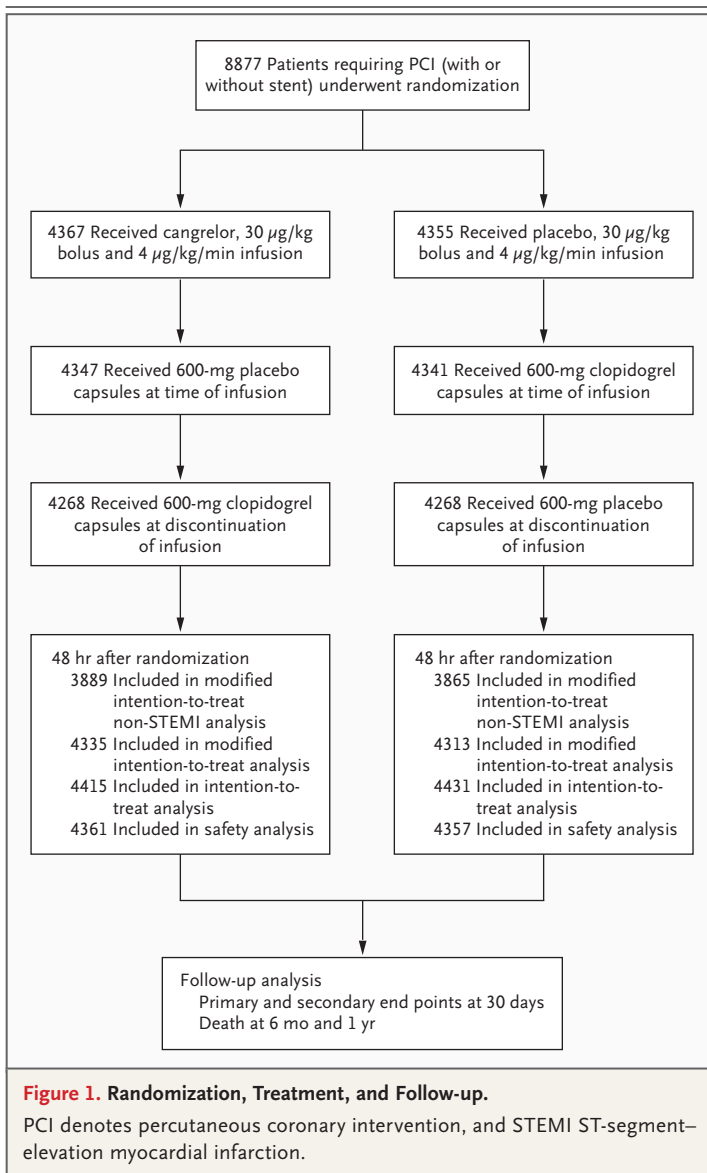 8877 Patients requiring PCI (with or
without stent) underwent randomization
4367 Received cangrelor, 30 µg/kg
bolus and 4 µg/kg/min infusion
4355 Received placebo, 30 µg/kg
bolus and 4 µg/kg/min infusion
4347 Received 600-mg placebo
capsules at time of infusion
4341 Received 600-mg clopidogrel
capsules at time of infusion
4268 Received 600-mg clopidogrel
capsules at discontinuation
of infusion
4268 Received 600-mg placebo
capsules at discontinuation
of infusion
48 hr after randomization
3889 Included in modified
intention-to-treat
non-STEMI analysis
4335 Included in modified
intention-to-treat analysis
4415 Included in intention-to-
treat analysis
4361 Included in safety analysis
48 hr after randomization
3865 Included in modified
intention-to-treat
non-STEMI analysis
4313 Included in modified
intention-to-treat analysis
4431 Included in intention-to-
treat analysis
4357 Included in safety analysis
Follow-up analysis
Primary and secondary end points at 30 days
Death at 6 mo and 1 yr
Figure 1. Randomization, Treatment, and Follow-up.
PCI denotes percutaneous coronary intervention, and STEMI ST-segment–
elevation myocardial infarction.